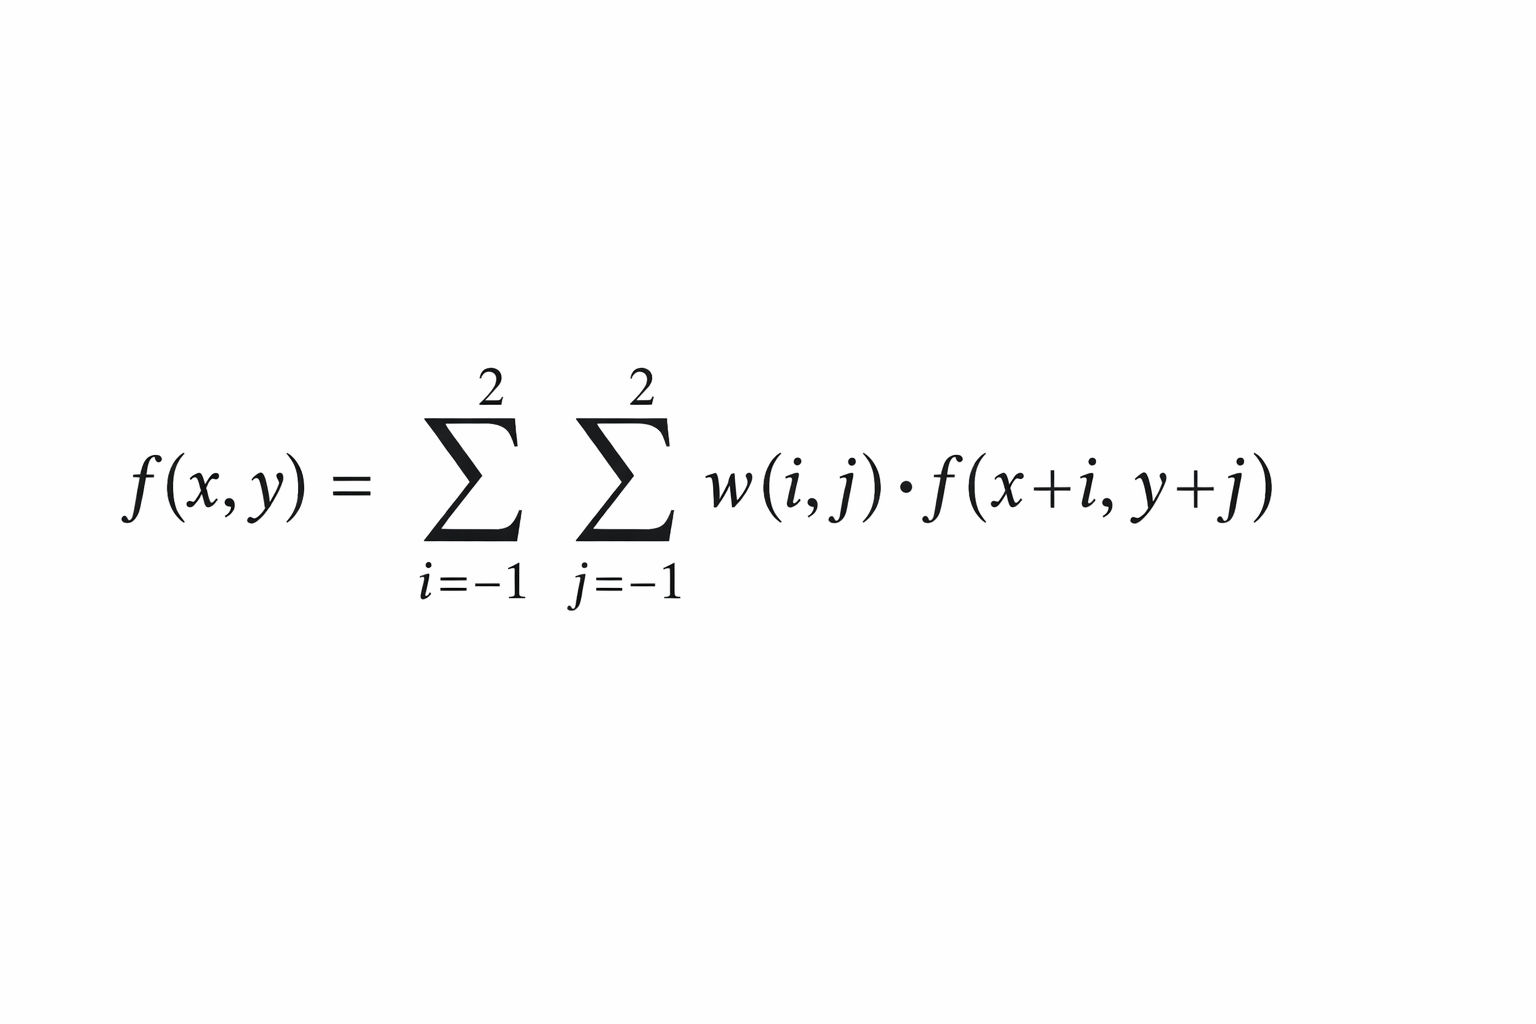 f(x, y) = ∑_{i=−1}^{2} ∑_{j=−1}^{2} w(i, j) · f(x+i, y+j)